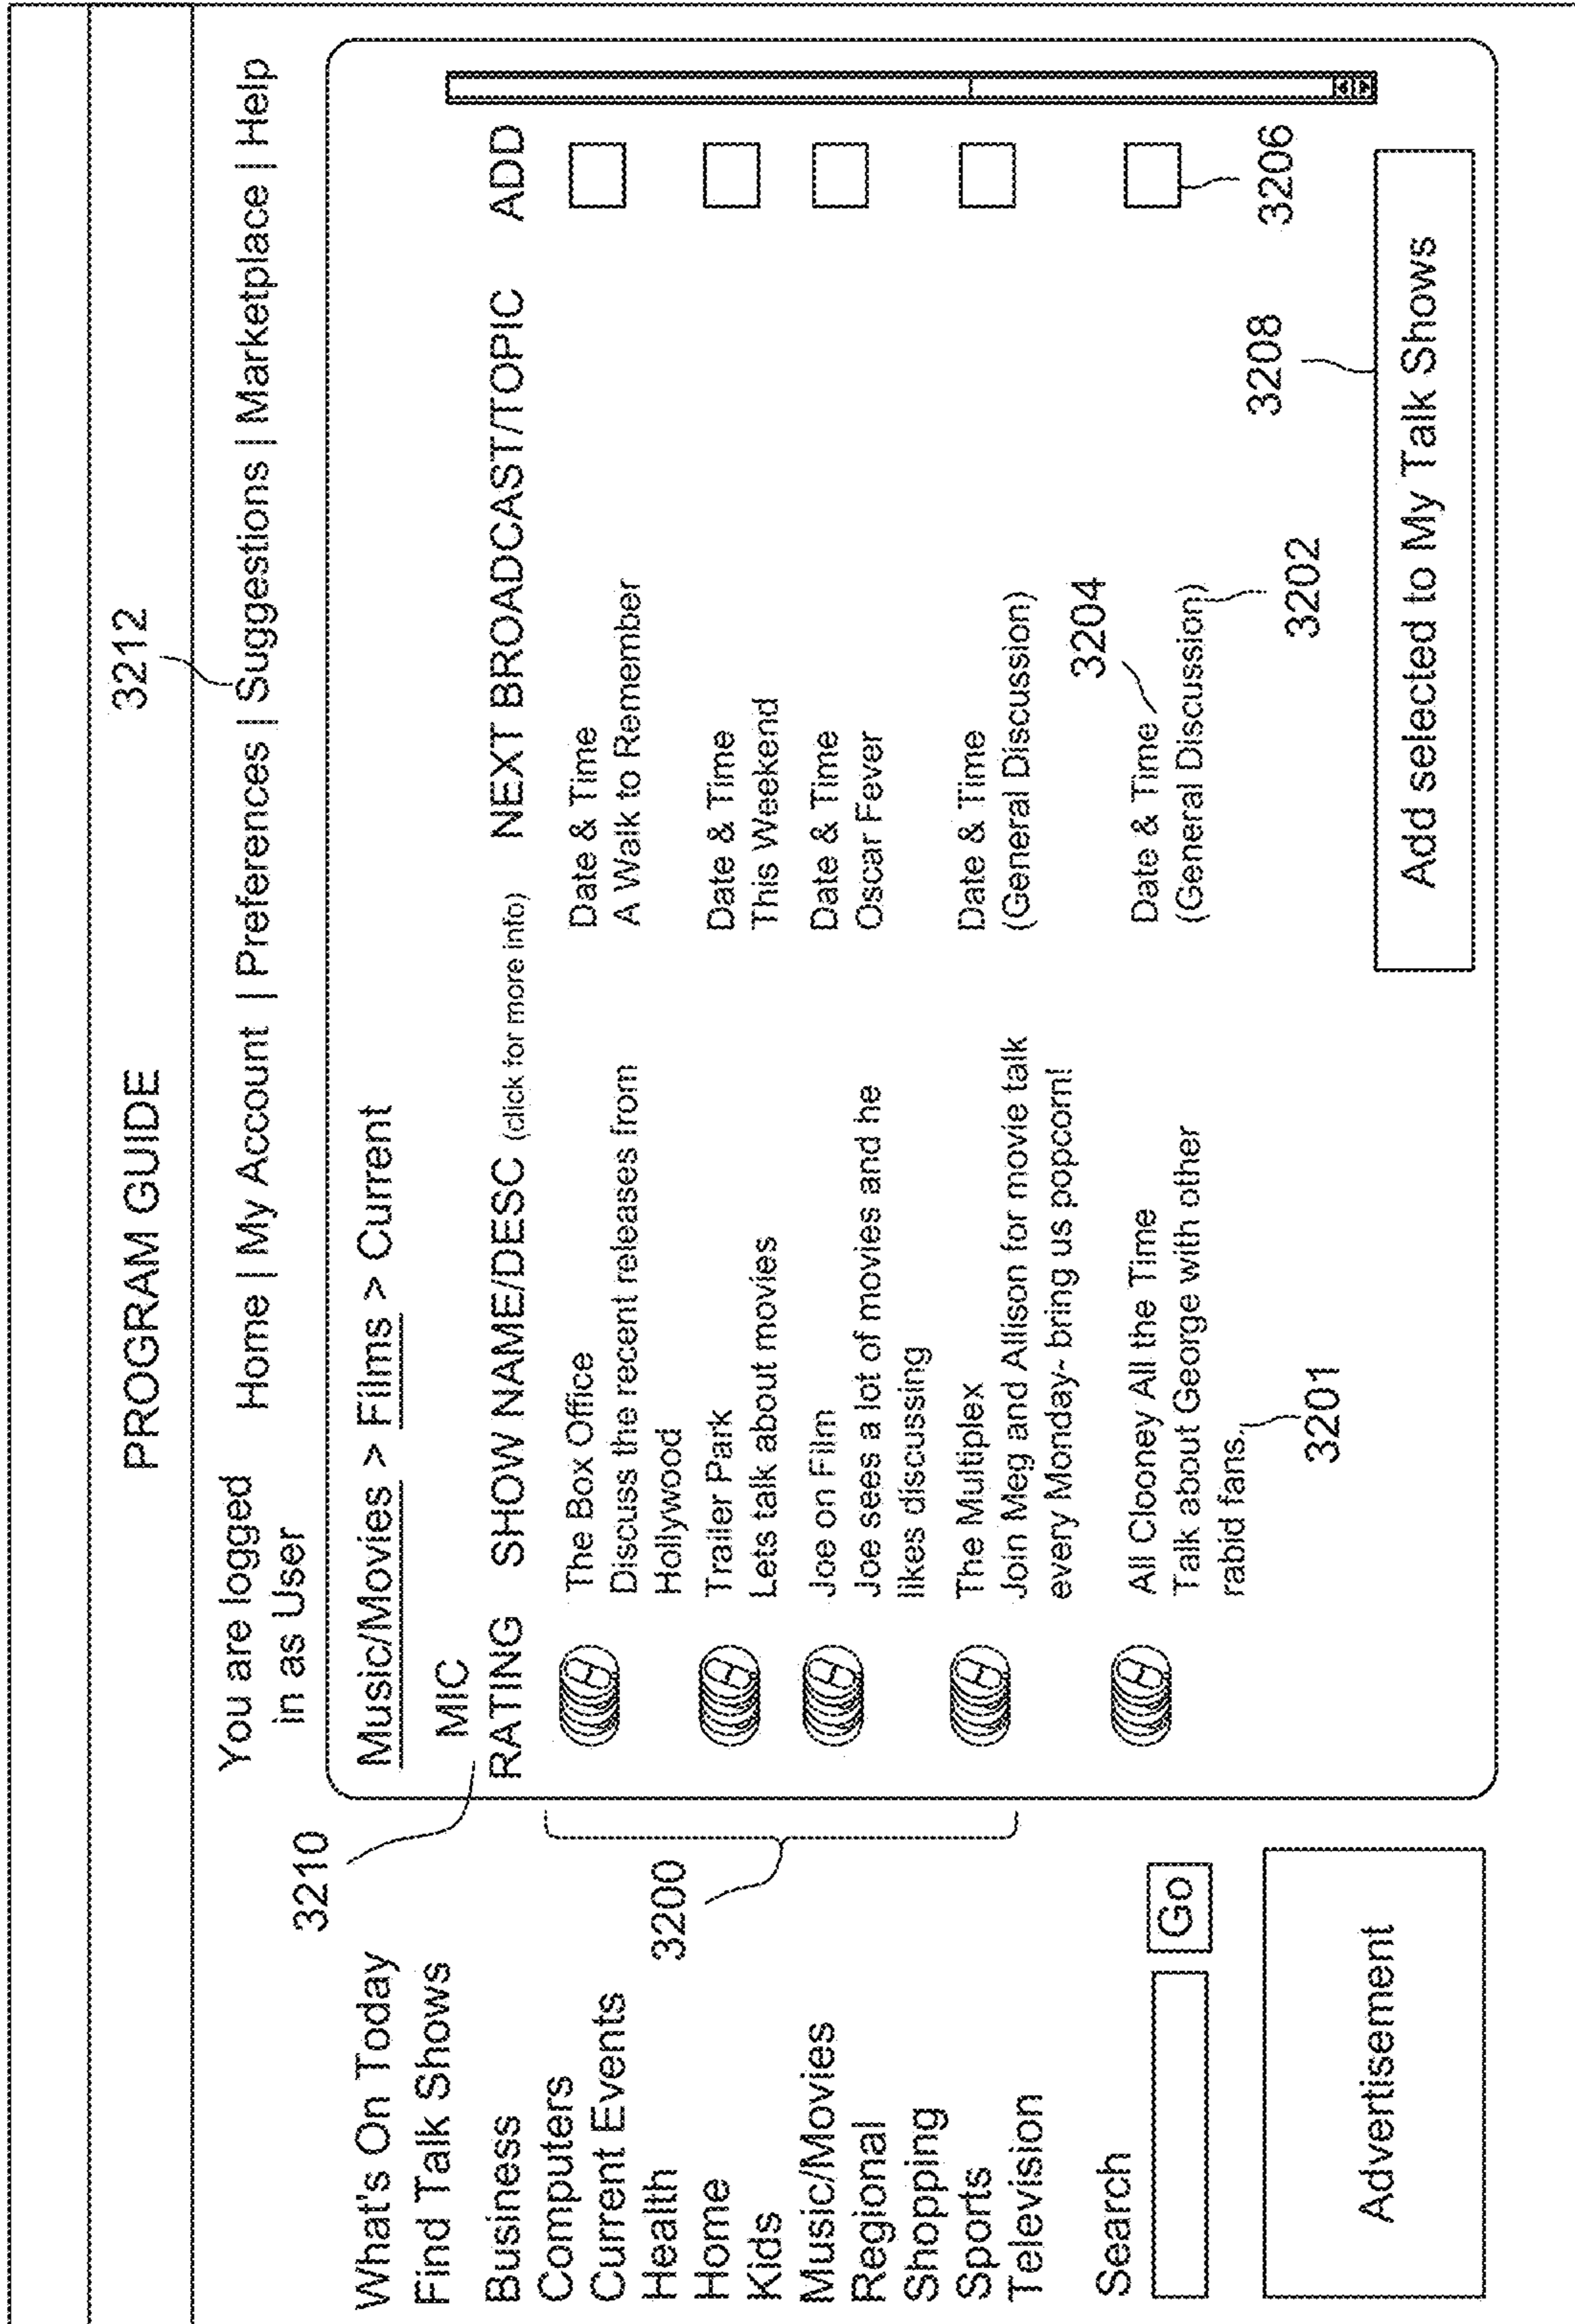 PROGRAM GUIDE
3212
You are logged
in as User
Home | My Account | Preferences | Suggestions | Marketplace | Help
3210
What's On Today
Find Talk Shows
Business
Computers
Current Events
Health
Home
Kids
Music/Movies
Regional
Shopping
Sports
Television
Search
Go
Advertisement
3200
Music/Movies > Films > Current
MIC
RATING SHOW NAME/DESC (click for more info) NEXT BROADCAST/TOPIC ADD
The Box Office
Discuss the recent releases from
Hollywood
Date & Time
A Walk to Remember
Trailer Park
Lets talk about movies
Date & Time
This Weekend
Joe on Film
Joe sees a lot of movies and he
likes discussing
Date & Time
Oscar Fever
The Multiplex
Join Meg and Allison for movie talk
every Monday- bring us popcorn!
Date & Time
(General Discussion)
3204
All Clooney All the Time
Talk about George with other
rabid fans.
Date & Time
(General Discussion)
3201
3202
3208
3206
Add selected to My Talk Shows